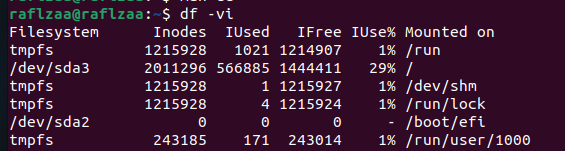 raflzaa@raflzaa:~$ df -vi
Filesystem Inodes IUsed IFree IUse% Mounted on
tmpfs 1215928 1021 1214907 1% /run
/dev/sda3 2011296 566885 1444411 29% /
tmpfs 1215928 1 1215927 1% /dev/shm
tmpfs 1215928 4 1215924 1% /run/lock
/dev/sda2 0 0 0 - /boot/efi
tmpfs 243185 171 243014 1% /run/user/1000